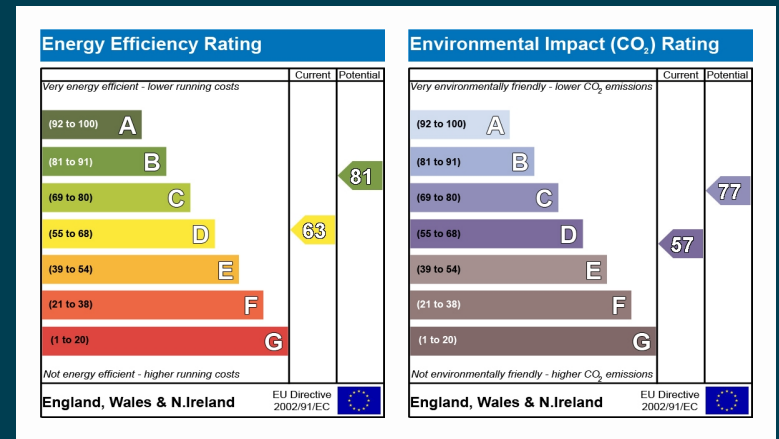 Energy Efficiency Rating
Current Potential
Very energy efficient - lower running costs
(92 to 100) A
(81 to 91) B
81
(69 to 80) C
(55 to 68) D
63
(39 to 54) E
(21 to 38) F
(1 to 20) G
Not energy efficient - higher running costs
England, Wales & N.Ireland
EU Directive
2002/91/EC
Environmental Impact (CO₂) Rating
Current Potential
Very environmentally friendly - lower CO₂ emissions
(92 to 100) A
(81 to 91) B
(69 to 80) C
77
(55 to 68) D
57
(39 to 54) E
(21 to 38) F
(1 to 20) G
Not environmentally friendly - higher CO₂ emissions
England, Wales & N.Ireland
EU Directive
2002/91/EC